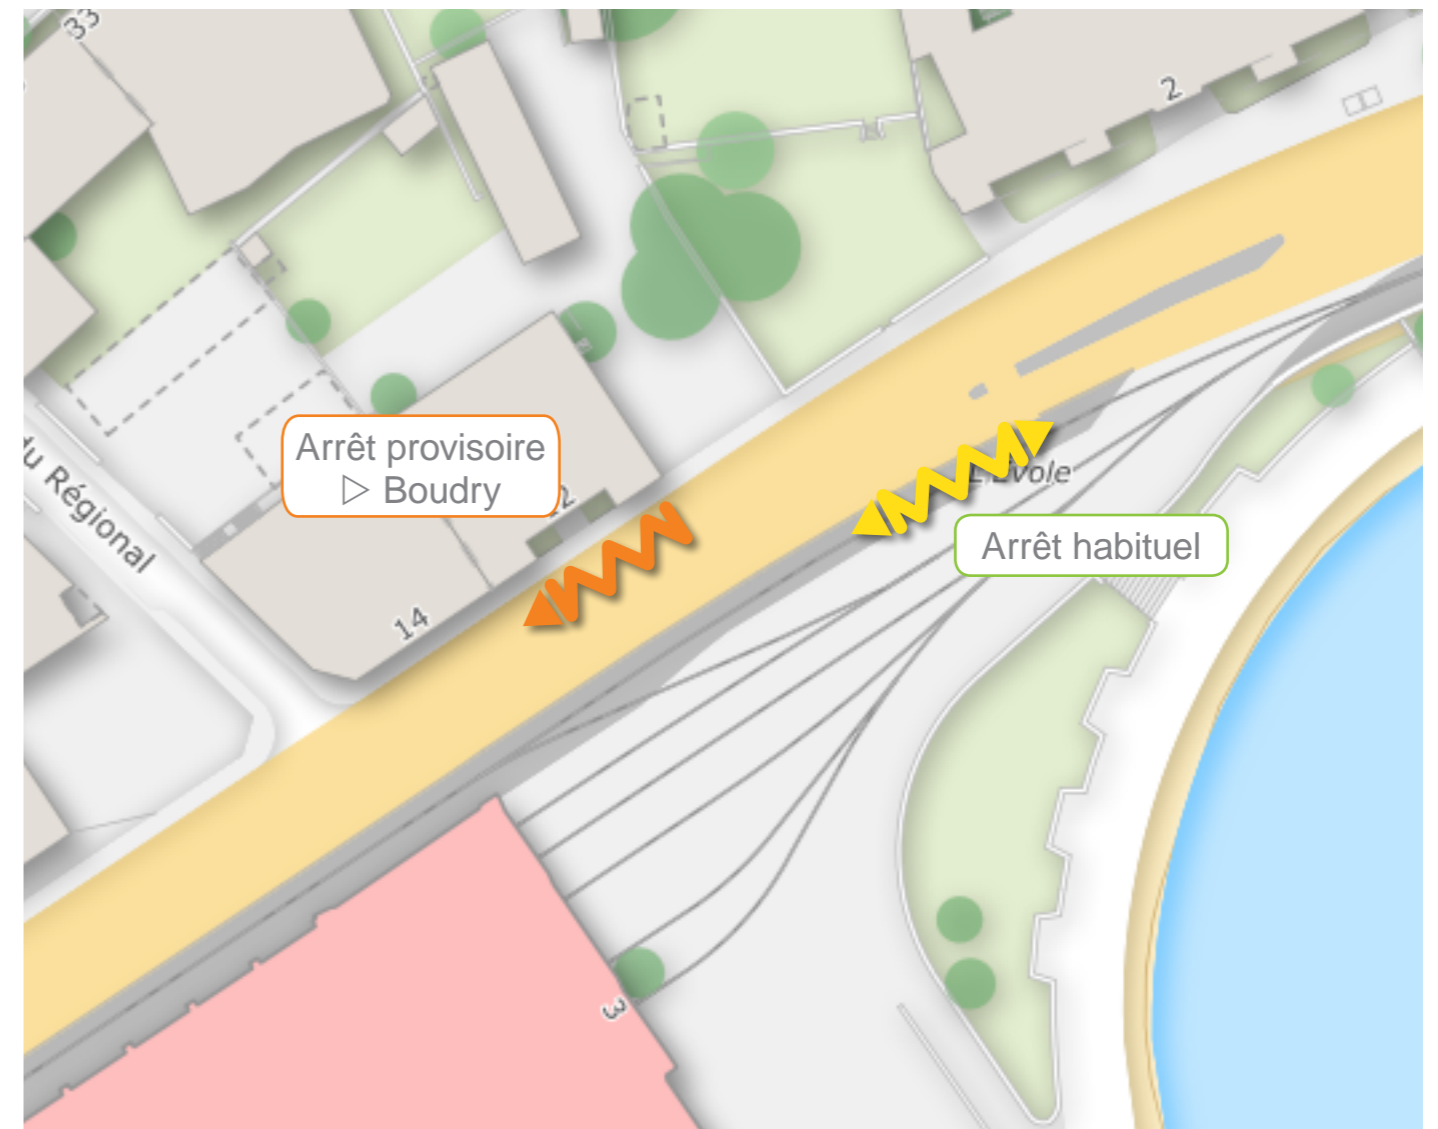 33
2
Arrêt provisoire
▷ Boudry
L'Evole
Arrêt habituel
du Régional
14
3